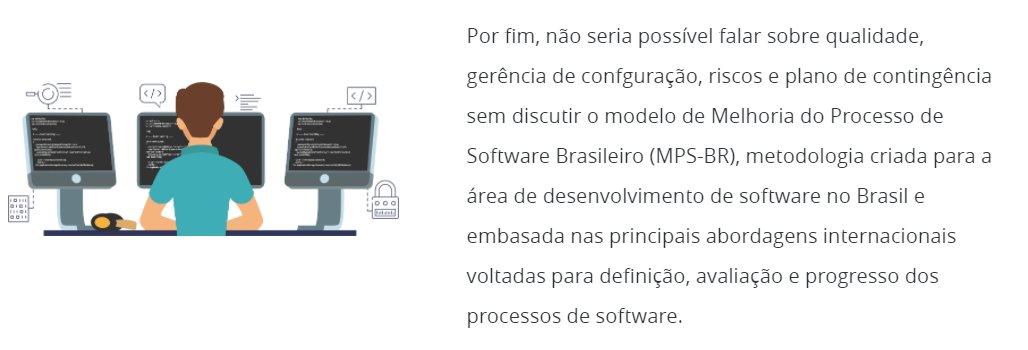 Por fim, não seria possível falar sobre qualidade,
gerência de confguração, riscos e plano de contingência
sem discutir o modelo de Melhoria do Processo de
Software Brasileiro (MPS-BR), metodologia criada para a
área de desenvolvimento de software no Brasil e
embasada nas principais abordagens internacionais
voltadas para definição, avaliação e progresso dos
processos de software.